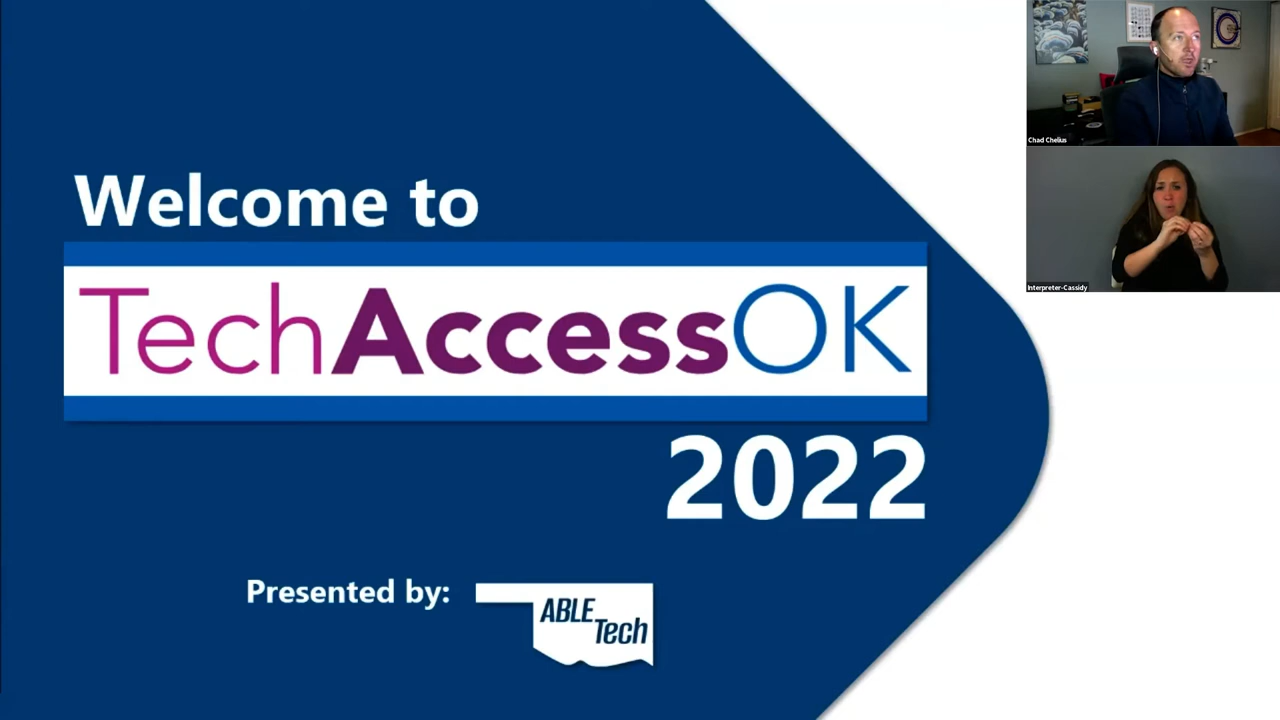 Welcome to
TechAccessOK
2022
Presented by:
ABLE
Tech
Chad Chelius
Interpreter-Cassidy